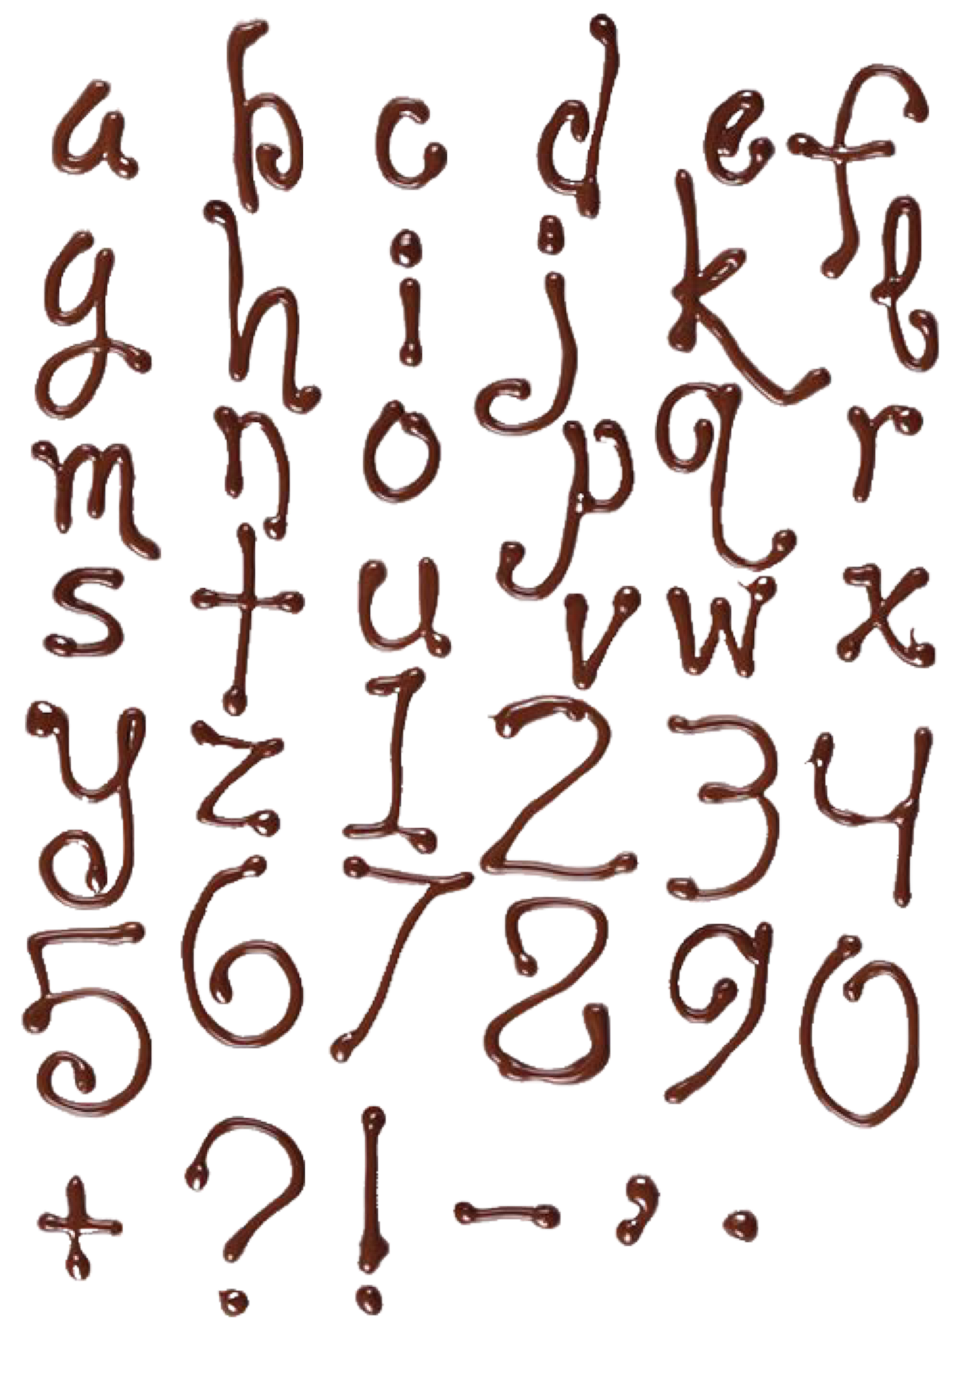 a b c d e f
g h i j k l
m n o p q r
s t u v w x
y z 1 2 3 4
5 6 7 8 9 0
+ ? ! - , .